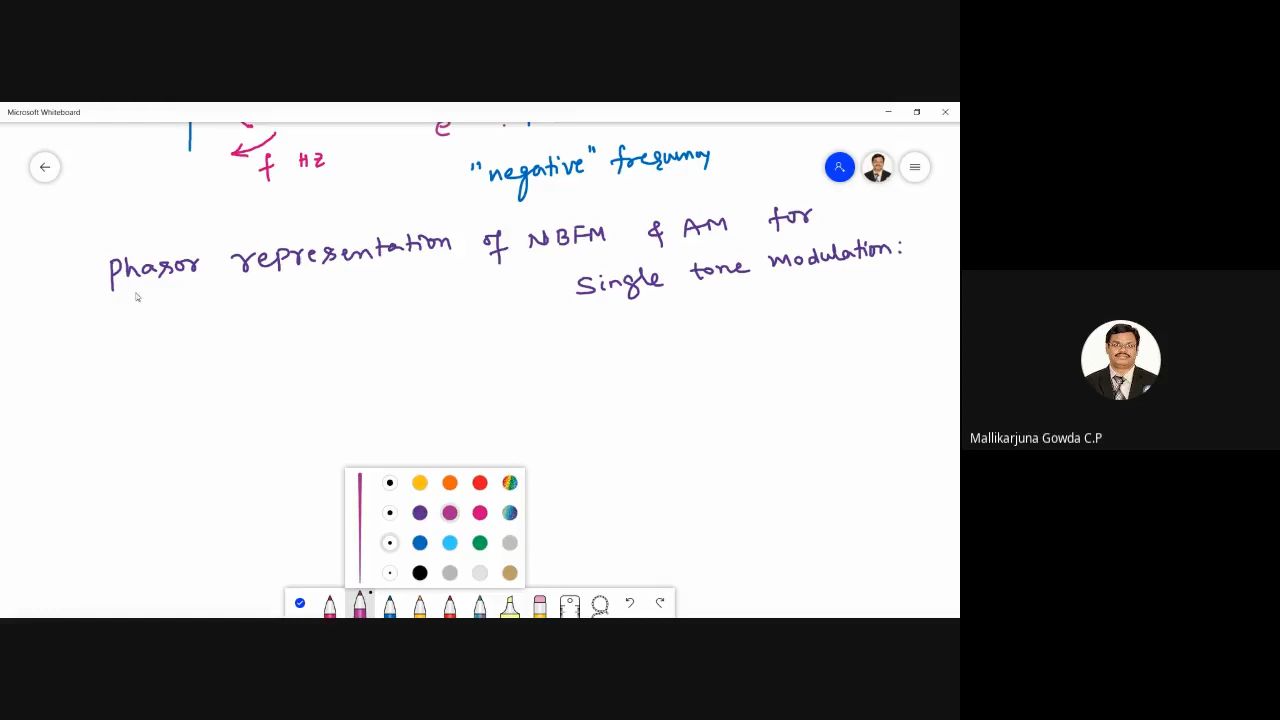 Microsoft Whiteboard
e
f HZ
"negative" frequency
Phasor representation of NBFM & AM for
Single tone modulation:
Mallikarjuna Gowda C.P